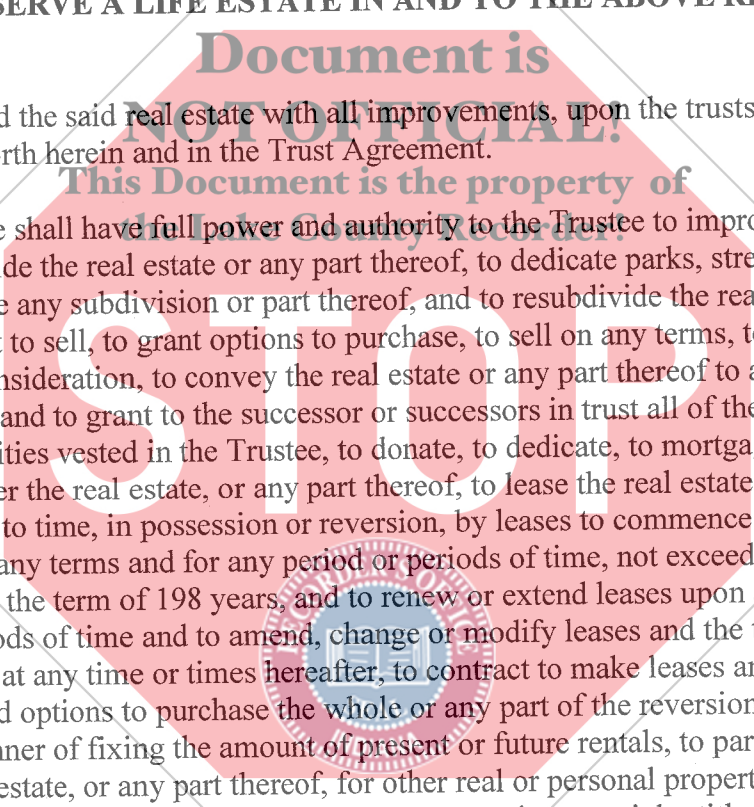 SERVE A LIFE ESTATE IN AND TO THE ABOVE RE
Document is
d the said real estate with all improvements, upon the trusts
NOT OFFICIAL!
rth herein and in the Trust Agreement.
This Document is the property of
the Lake County Recorder!
e shall have full power and authority to the Trustee to impro
ide the real estate or any part thereof, to dedicate parks, stre
e any subdivision or part thereof, and to resubdivide the rea
t to sell, to grant options to purchase, to sell on any terms, to
nsideration, to convey the real estate or any part thereof to a
and to grant to the successor or successors in trust all of the
STOP
ities vested in the Trustee, to donate, to dedicate, to mortga
er the real estate, or any part thereof, to lease the real estate
to time, in possession or reversion, by leases to commence
any terms and for any period or periods of time, not exceed
RECORDER'S OFFICE
the term of 198 years, and to renew or extend leases upon
ods of time and to amend, change or modify leases and the t
at any time or times hereafter, to contract to make leases an
d options to purchase the whole or any part of the reversion
nner of fixing the amount of present or future rentals, to par
estate, or any part thereof, for other real or personal propert